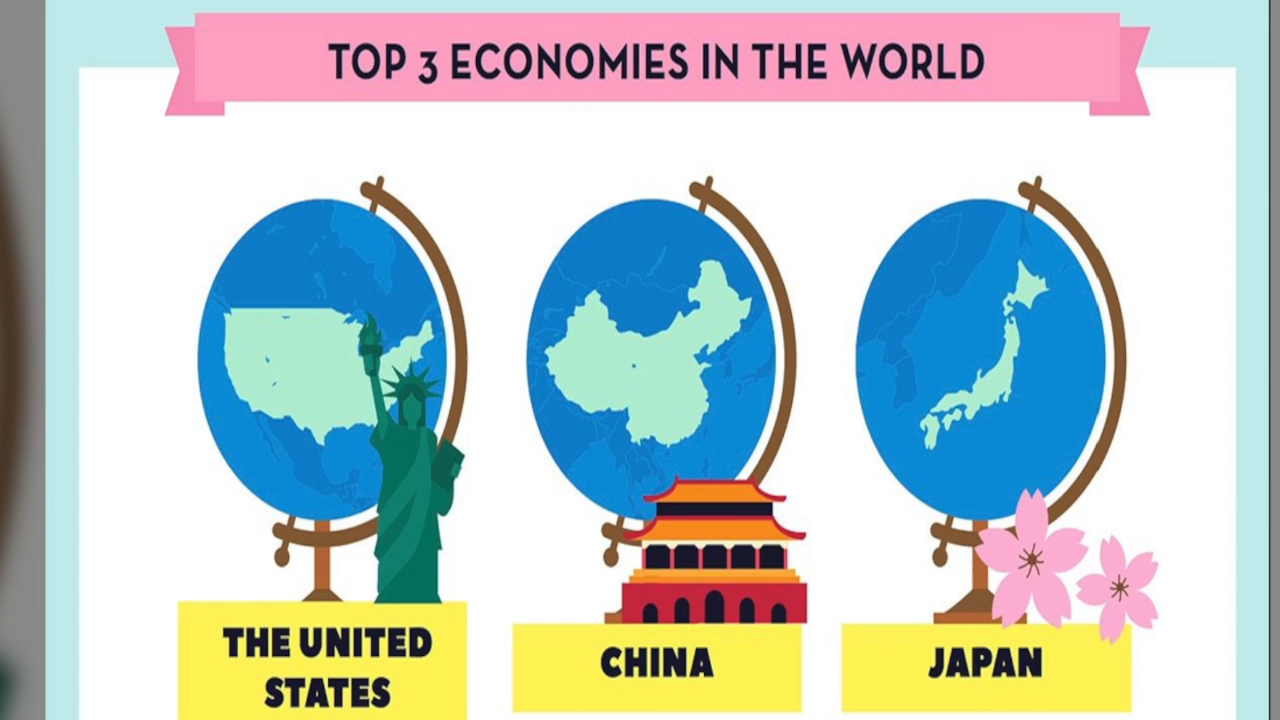 TOP 3 ECONOMIES IN THE WORLD
THE UNITED
STATES
CHINA
JAPAN